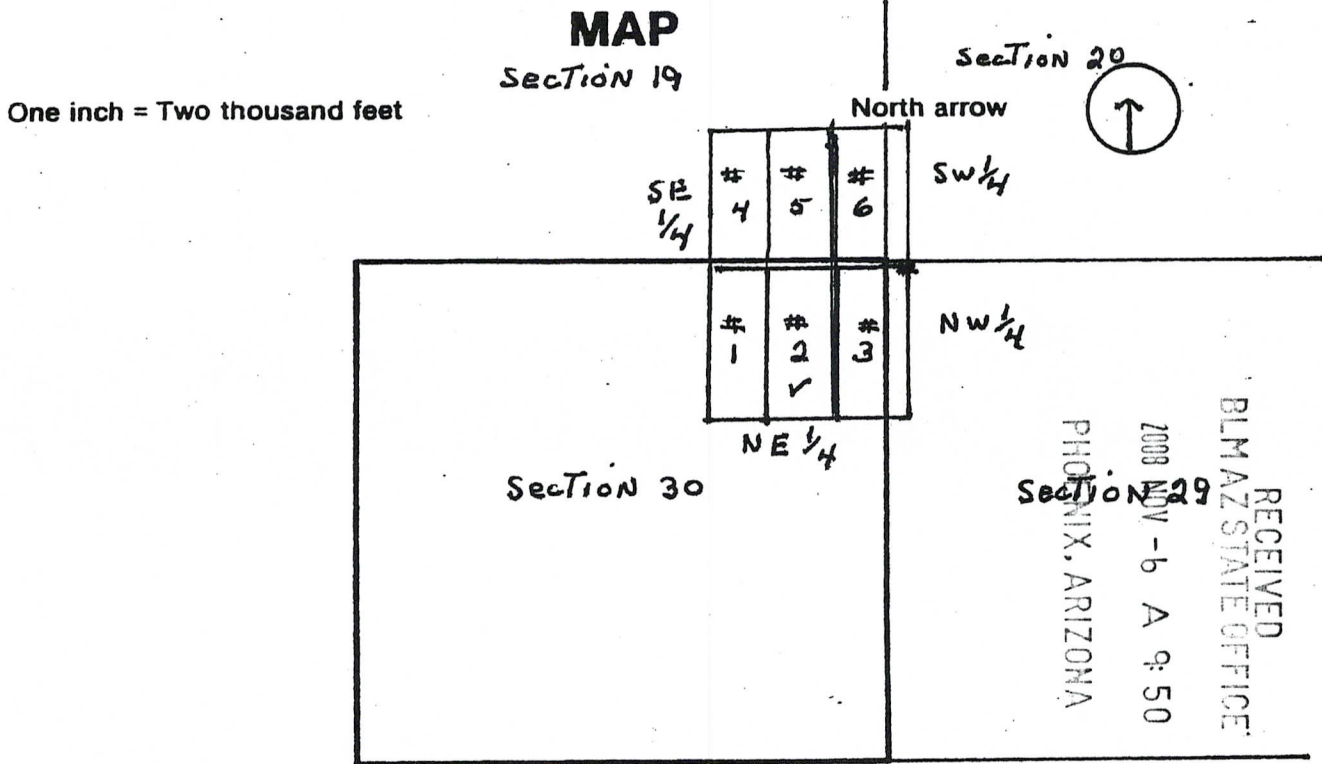 MAP
Section 19
Section 20
One inch = Two thousand feet
North arrow
SE
1/4
#
4
#
5
#
6
SW 1/4
#
1
#
2
✓
#
3
NW 1/4
NE 1/4
Section 30
Section 29
RECEIVED
BLM AZ STATE OFFICE
2008 NOV -6 A 9:50
PHOENIX, ARIZONA